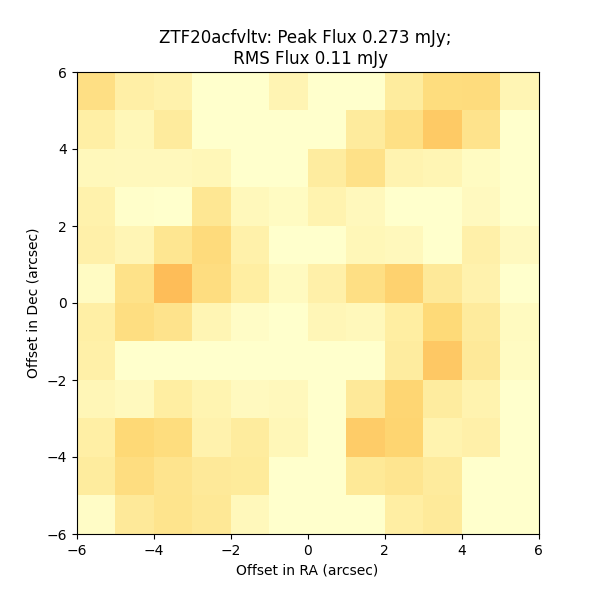 ZTF20acfvltv: Peak Flux 0.273 mJy;
RMS Flux 0.11 mJy
6
4
2
0
−2
−4
−6
Offset in Dec (arcsec)
−6 −4 −2 0 2 4 6
Offset in RA (arcsec)